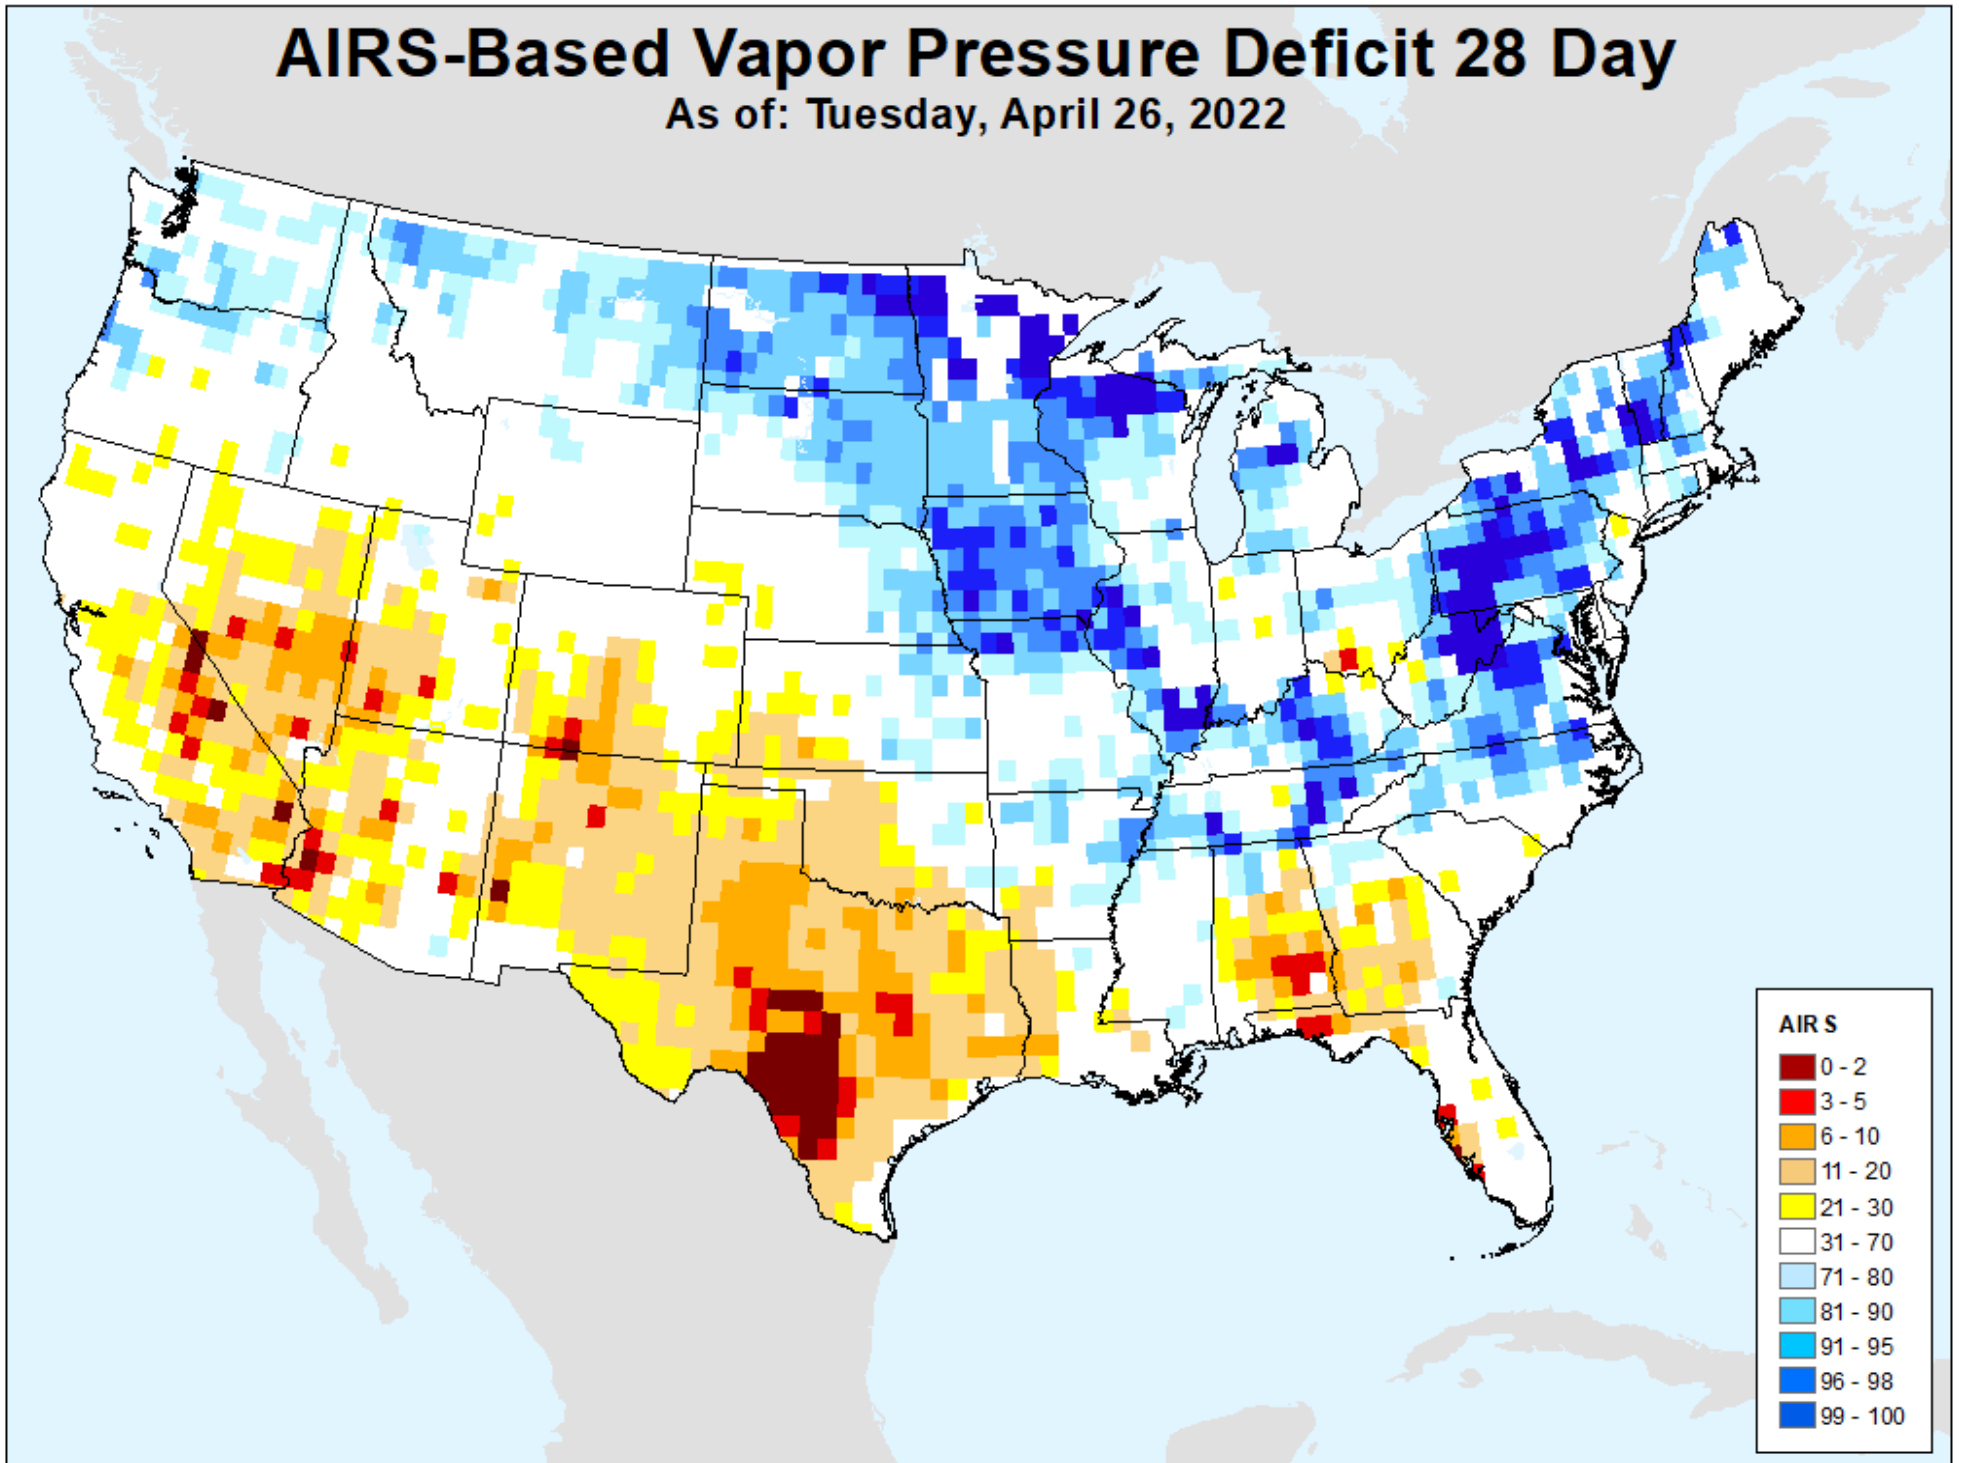 AIRS-Based Vapor Pressure Deficit 28 Day
As of: Tuesday, April 26, 2022
AIRS
0 - 2
3 - 5
6 - 10
11 - 20
21 - 30
31 - 70
71 - 80
81 - 90
91 - 95
96 - 98
99 - 100